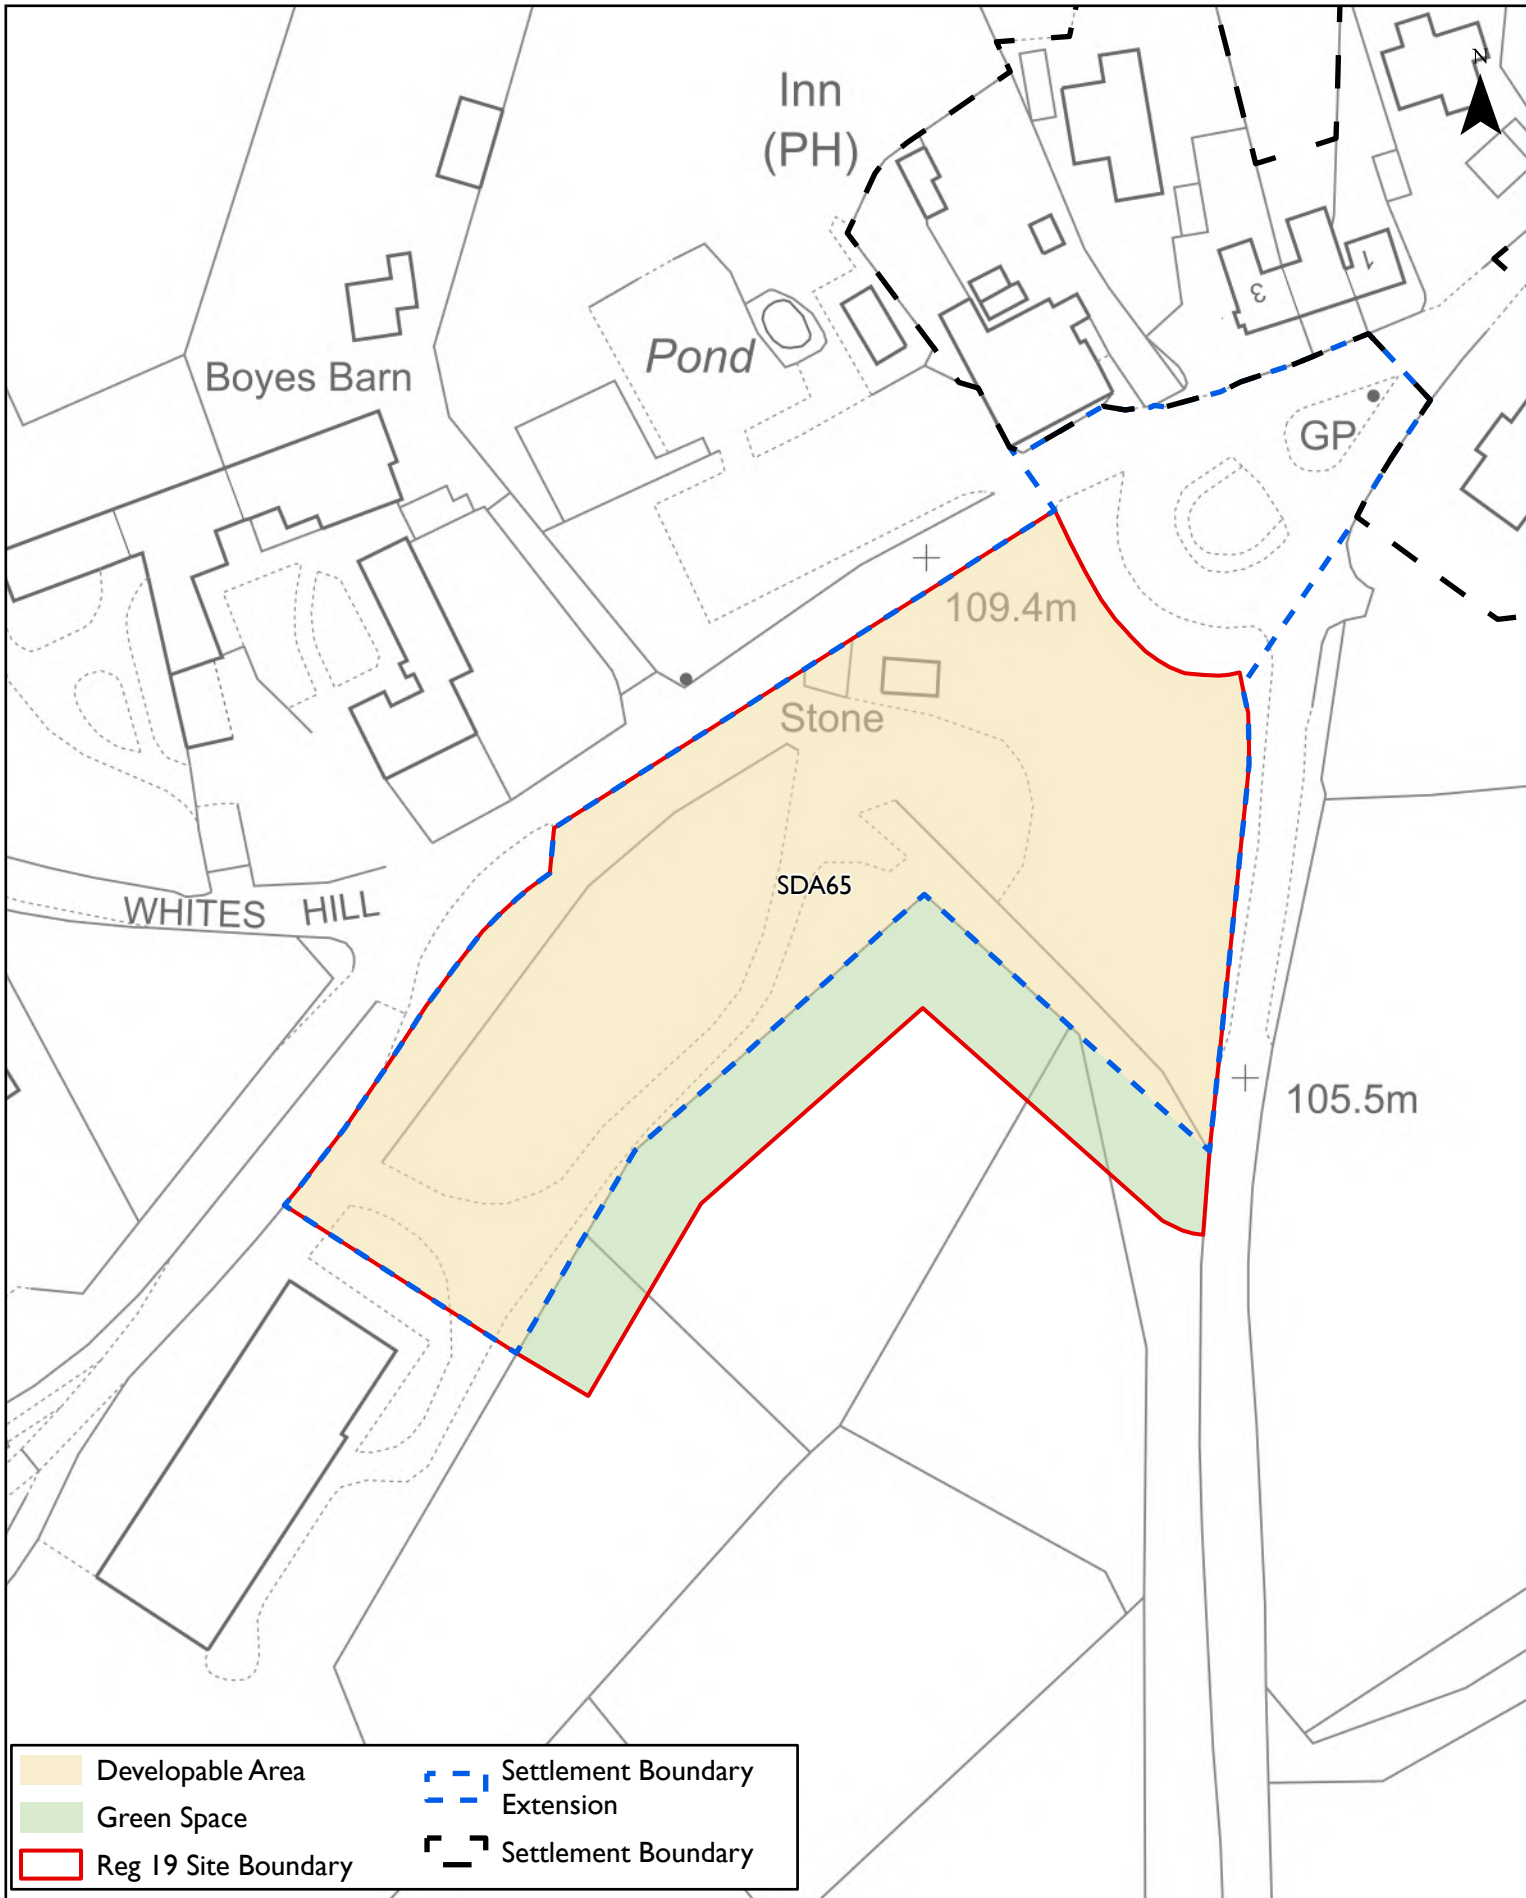 N
Inn
(PH)
1
3
Pond
Boyes Barn
GP
109.4m
Stone
SDA65
WHITES HILL
105.5m
Developable Area
Green Space
Reg 19 Site Boundary
Settlement Boundary
Extension
Settlement Boundary